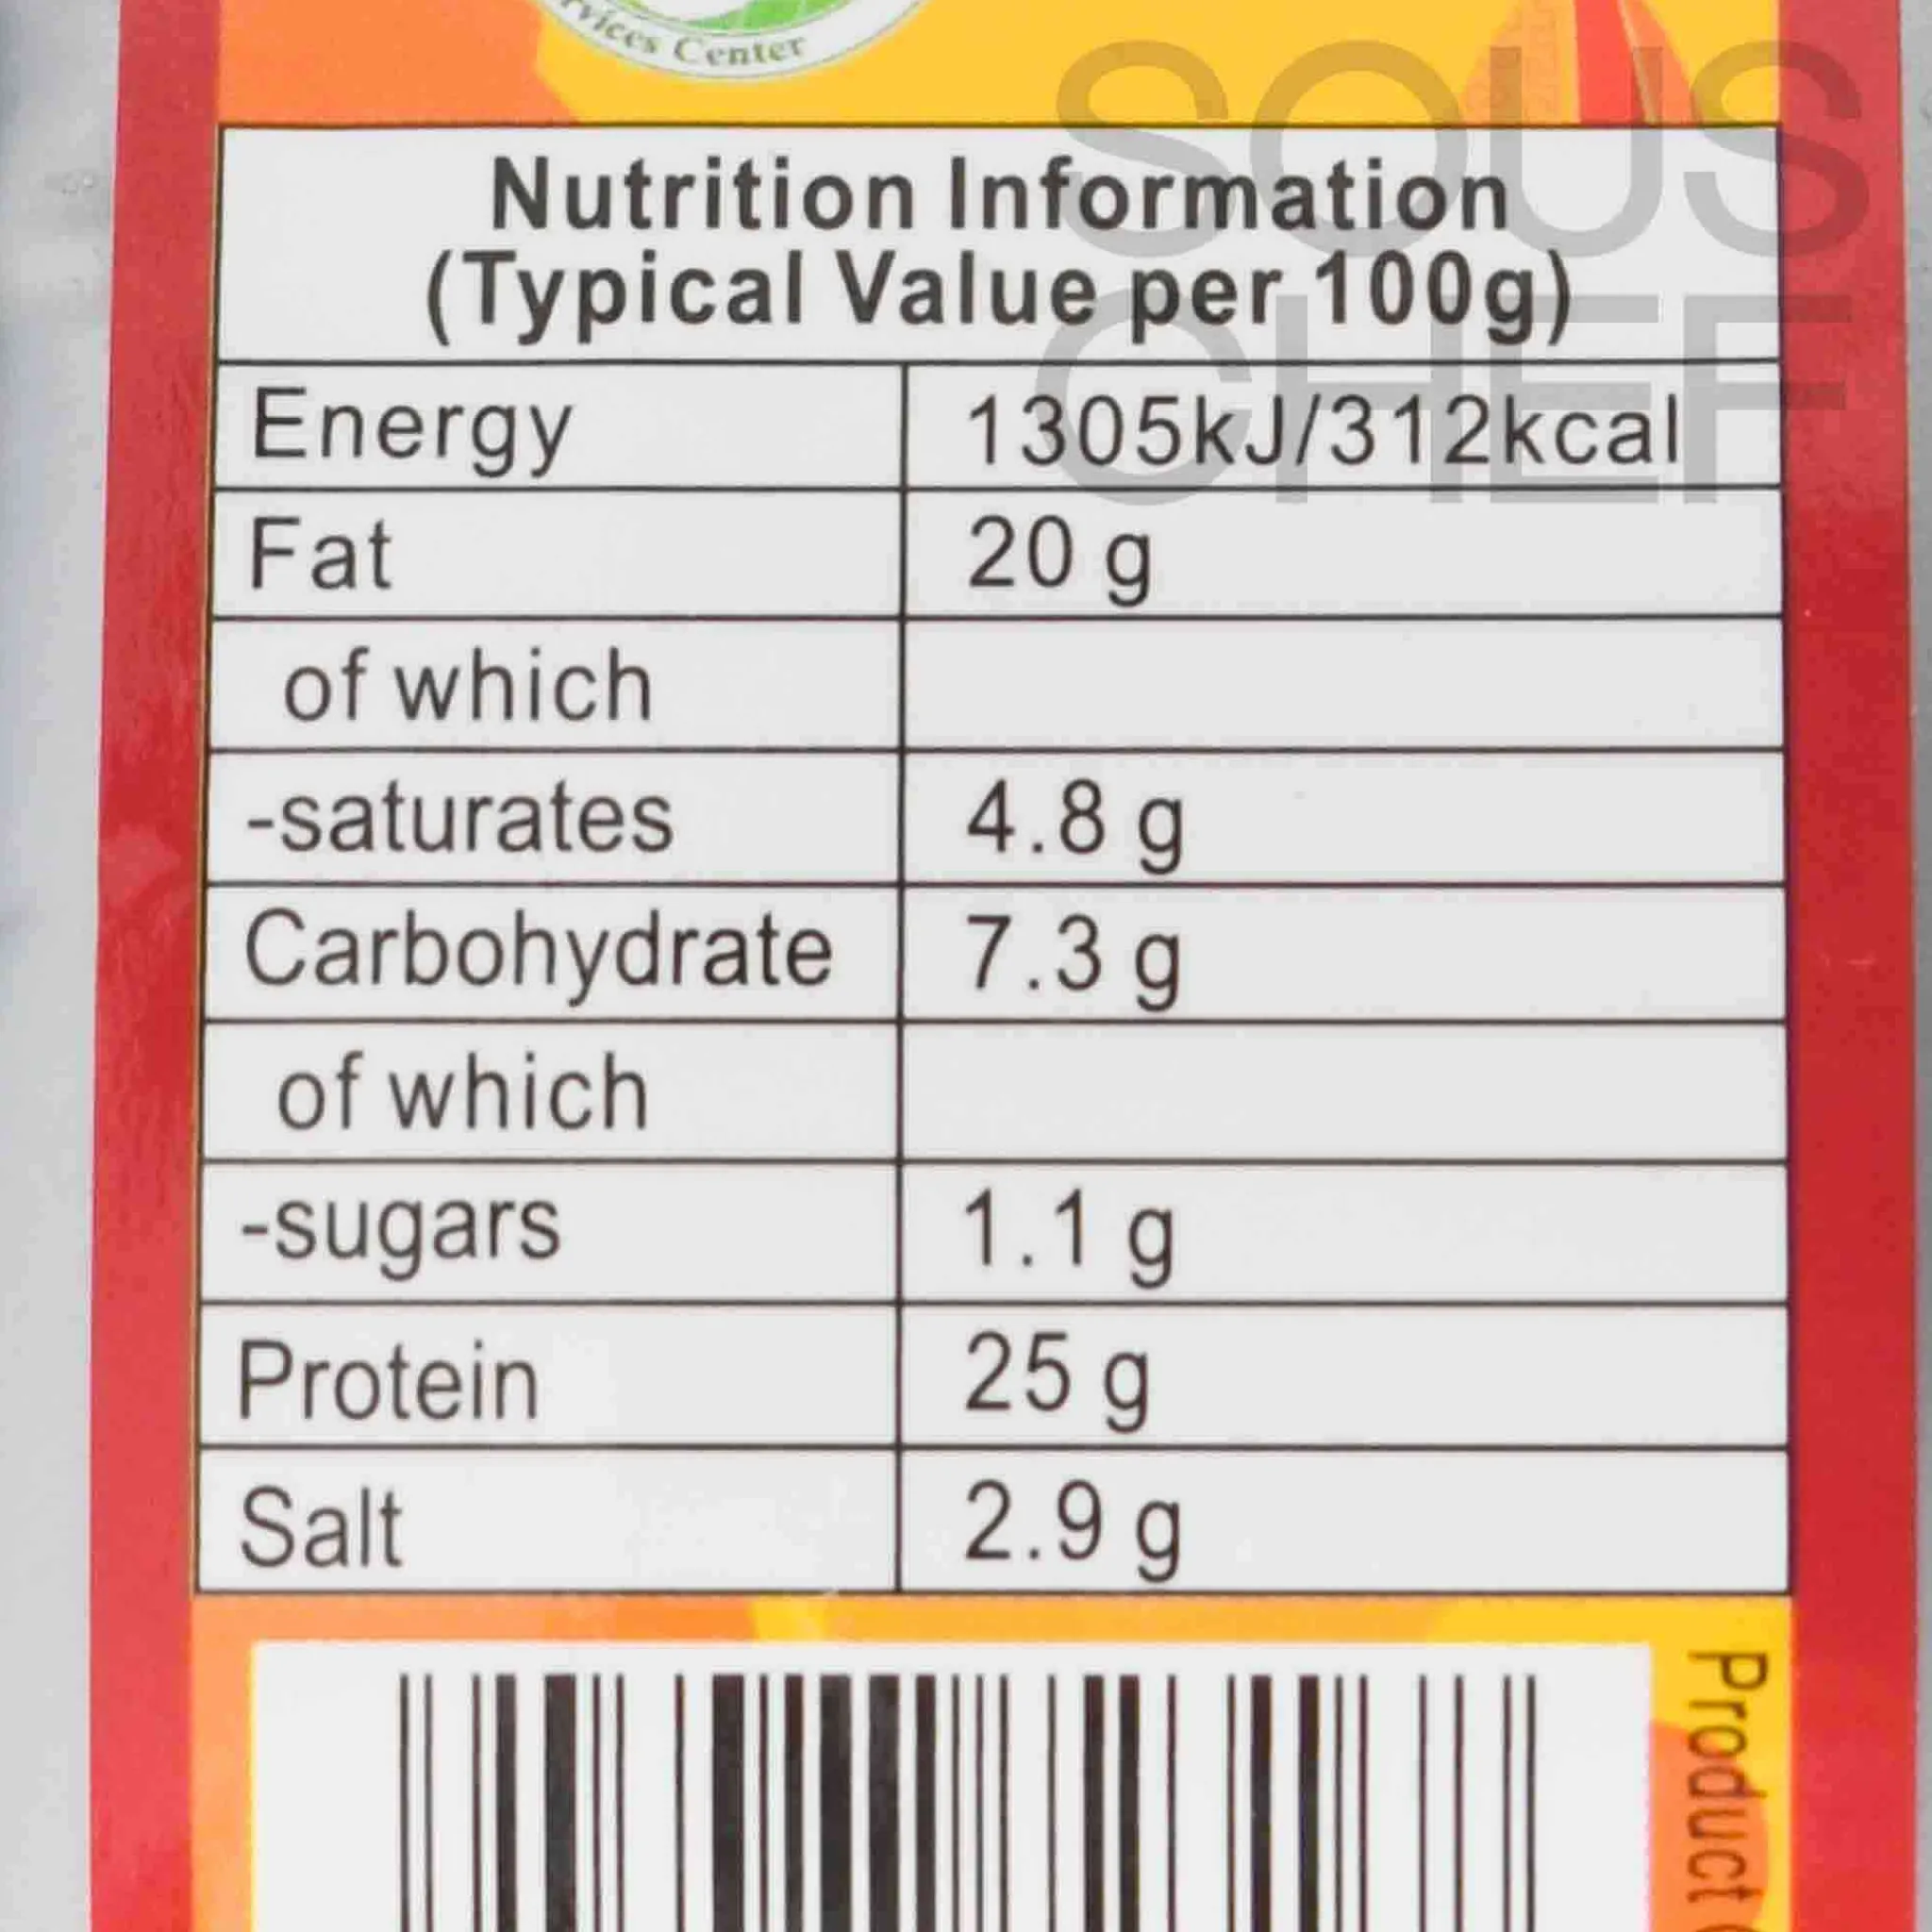 rvices Center
SOUS
CHEF
Nutrition Information
(Typical Value per 100g)
Energy 1305kJ/312kcal
Fat 20 g
of which
-saturates 4.8 g
Carbohydrate 7.3 g
of which
-sugars 1.1 g
Protein 25 g
Salt 2.9 g
Product